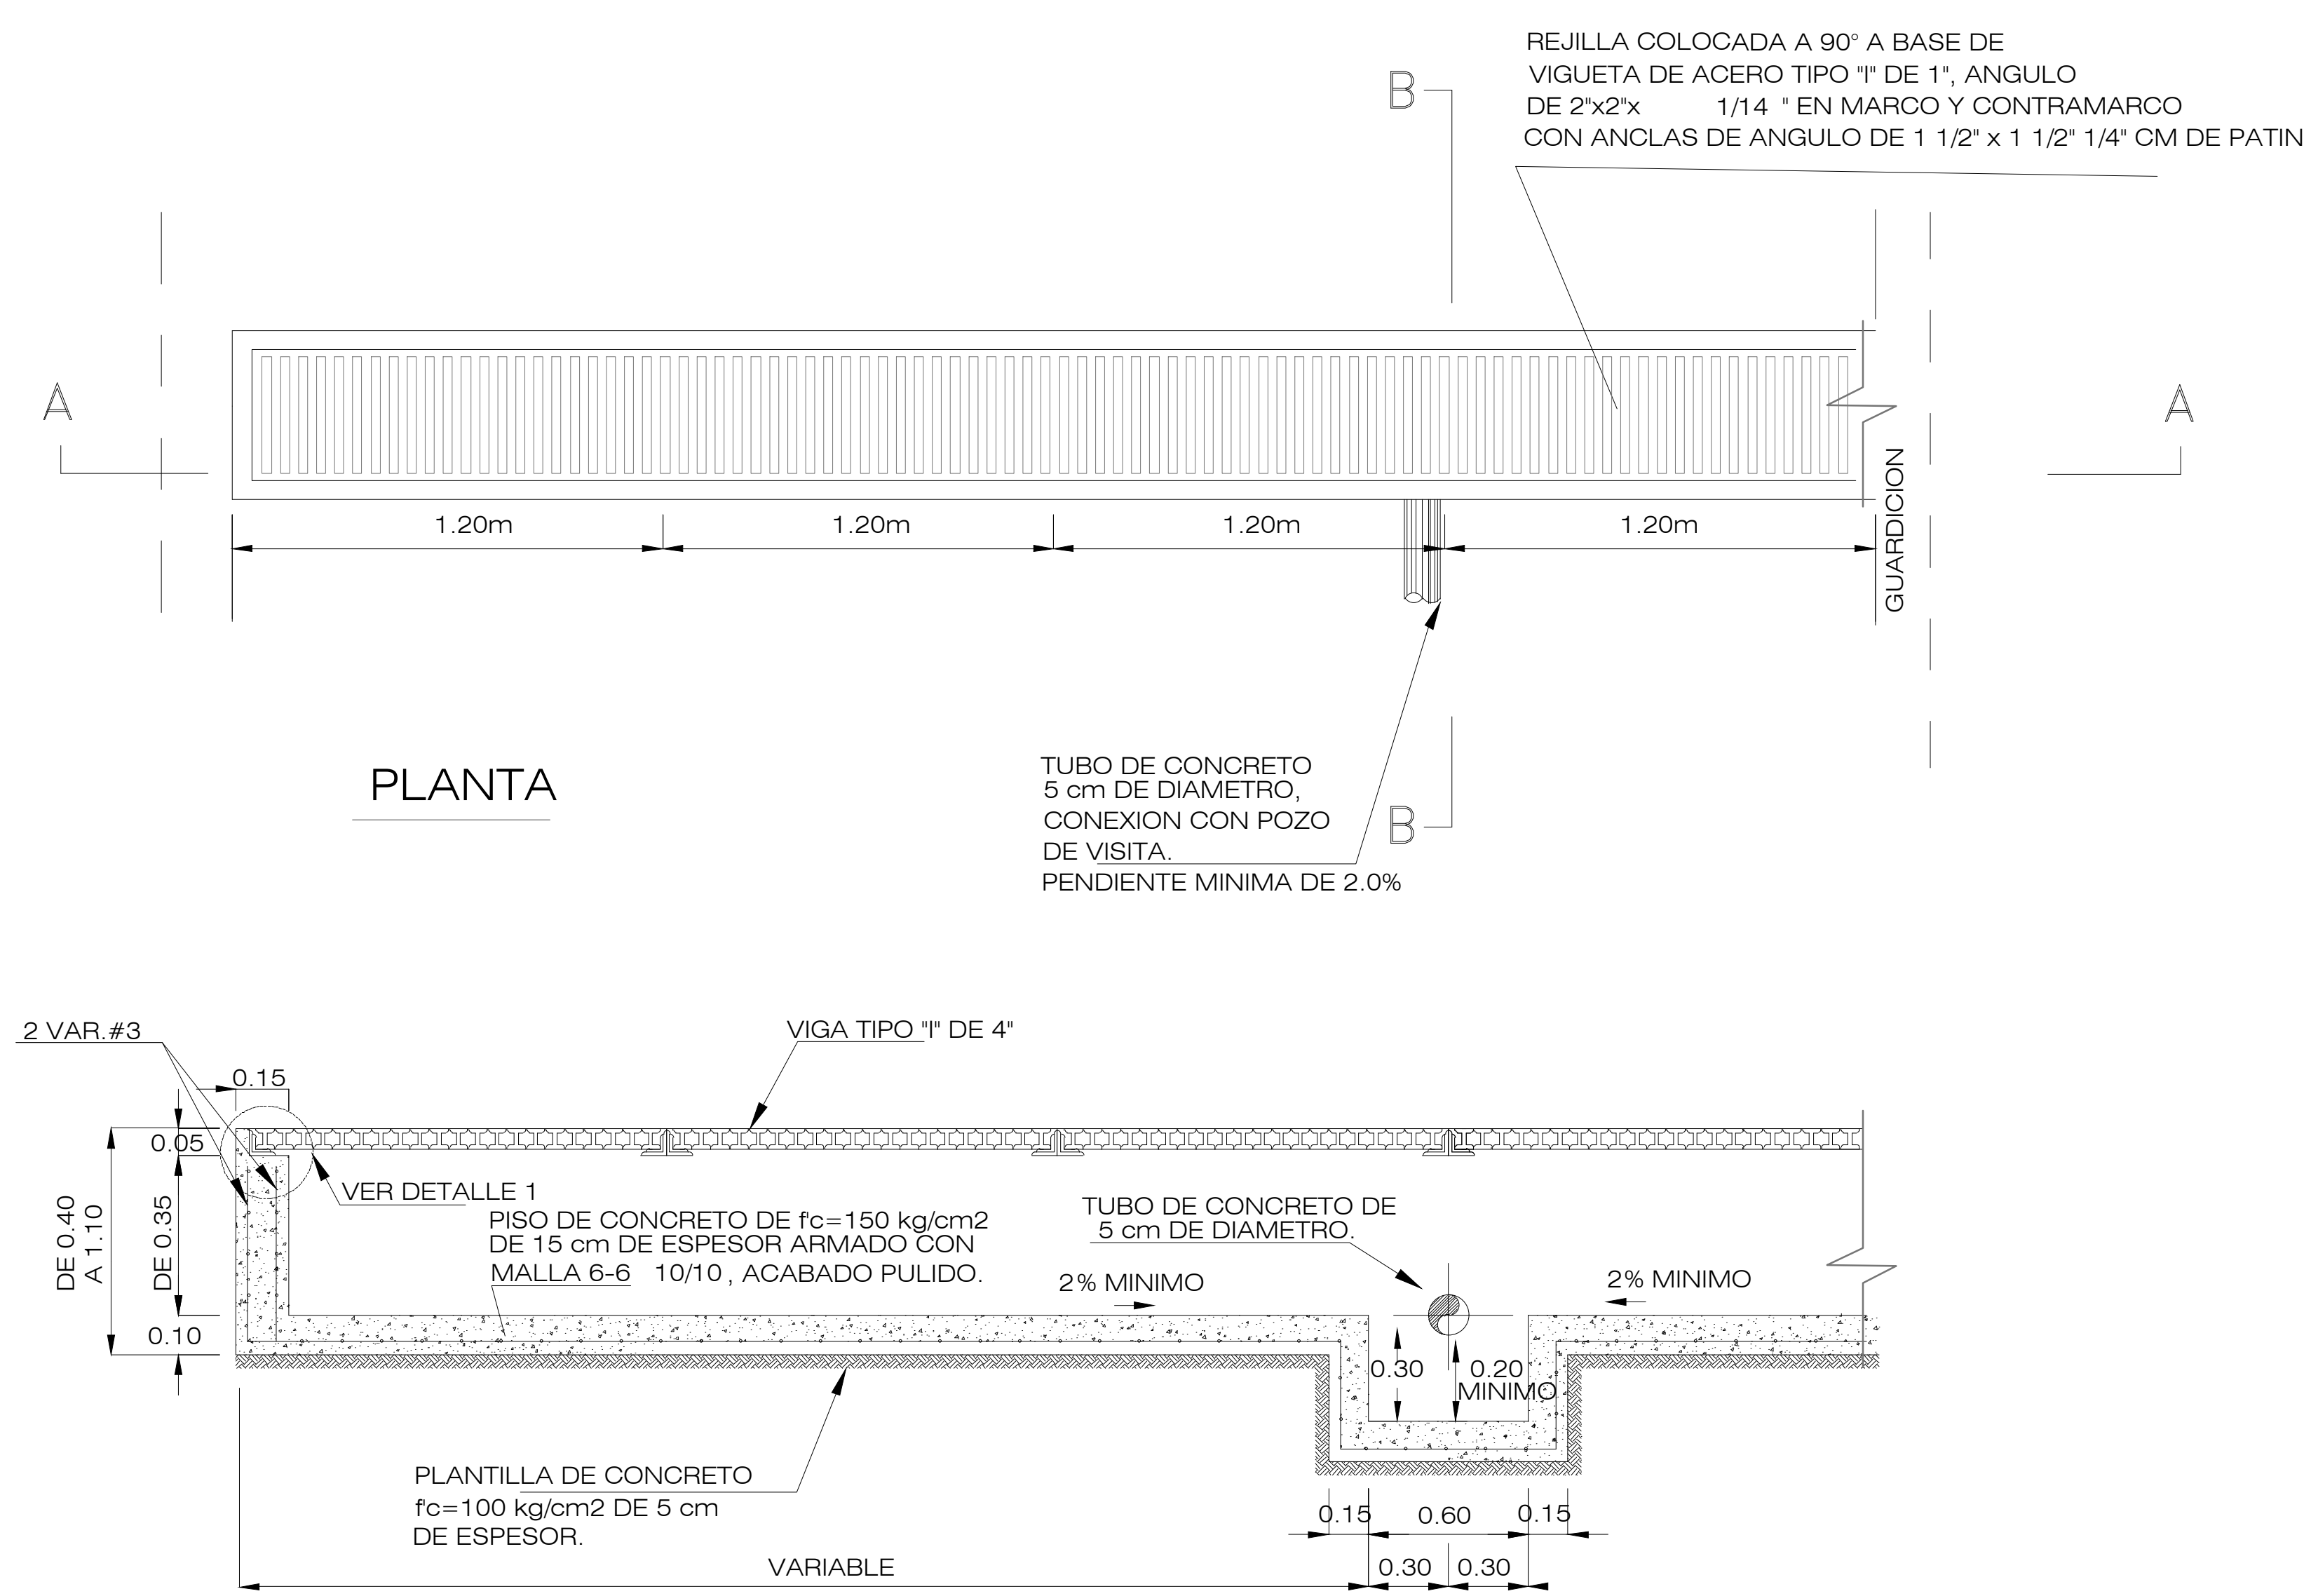 REJILLA COLOCADA A 90° A BASE DE
VIGUETA DE ACERO TIPO "I" DE 1", ANGULO
DE 2"x2"x 1/14 " EN MARCO Y CONTRAMARCO
CON ANCLAS DE ANGULO DE 1 1/2" x 1 1/2" 1/4" CM DE PATIN
B
A
A
GUARDICION
1.20m
1.20m
1.20m
1.20m
PLANTA
TUBO DE CONCRETO
5 cm DE DIAMETRO,
CONEXION CON POZO
DE VISITA.
PENDIENTE MINIMA DE 2.0%
B
2 VAR.#3
VIGA TIPO "I" DE 4"
0.15
0.05
DE 0.40
A 1.10
DE 0.35
0.10
VER DETALLE 1
PISO DE CONCRETO DE f'c=150 kg/cm2
DE 15 cm DE ESPESOR ARMADO CON
MALLA 6-6 10/10 , ACABADO PULIDO.
TUBO DE CONCRETO DE
5 cm DE DIAMETRO.
2% MINIMO
2% MINIMO
0.30
0.20
MINIMO
PLANTILLA DE CONCRETO
f'c=100 kg/cm2 DE 5 cm
DE ESPESOR.
0.15
0.60
0.15
VARIABLE
0.30
0.30